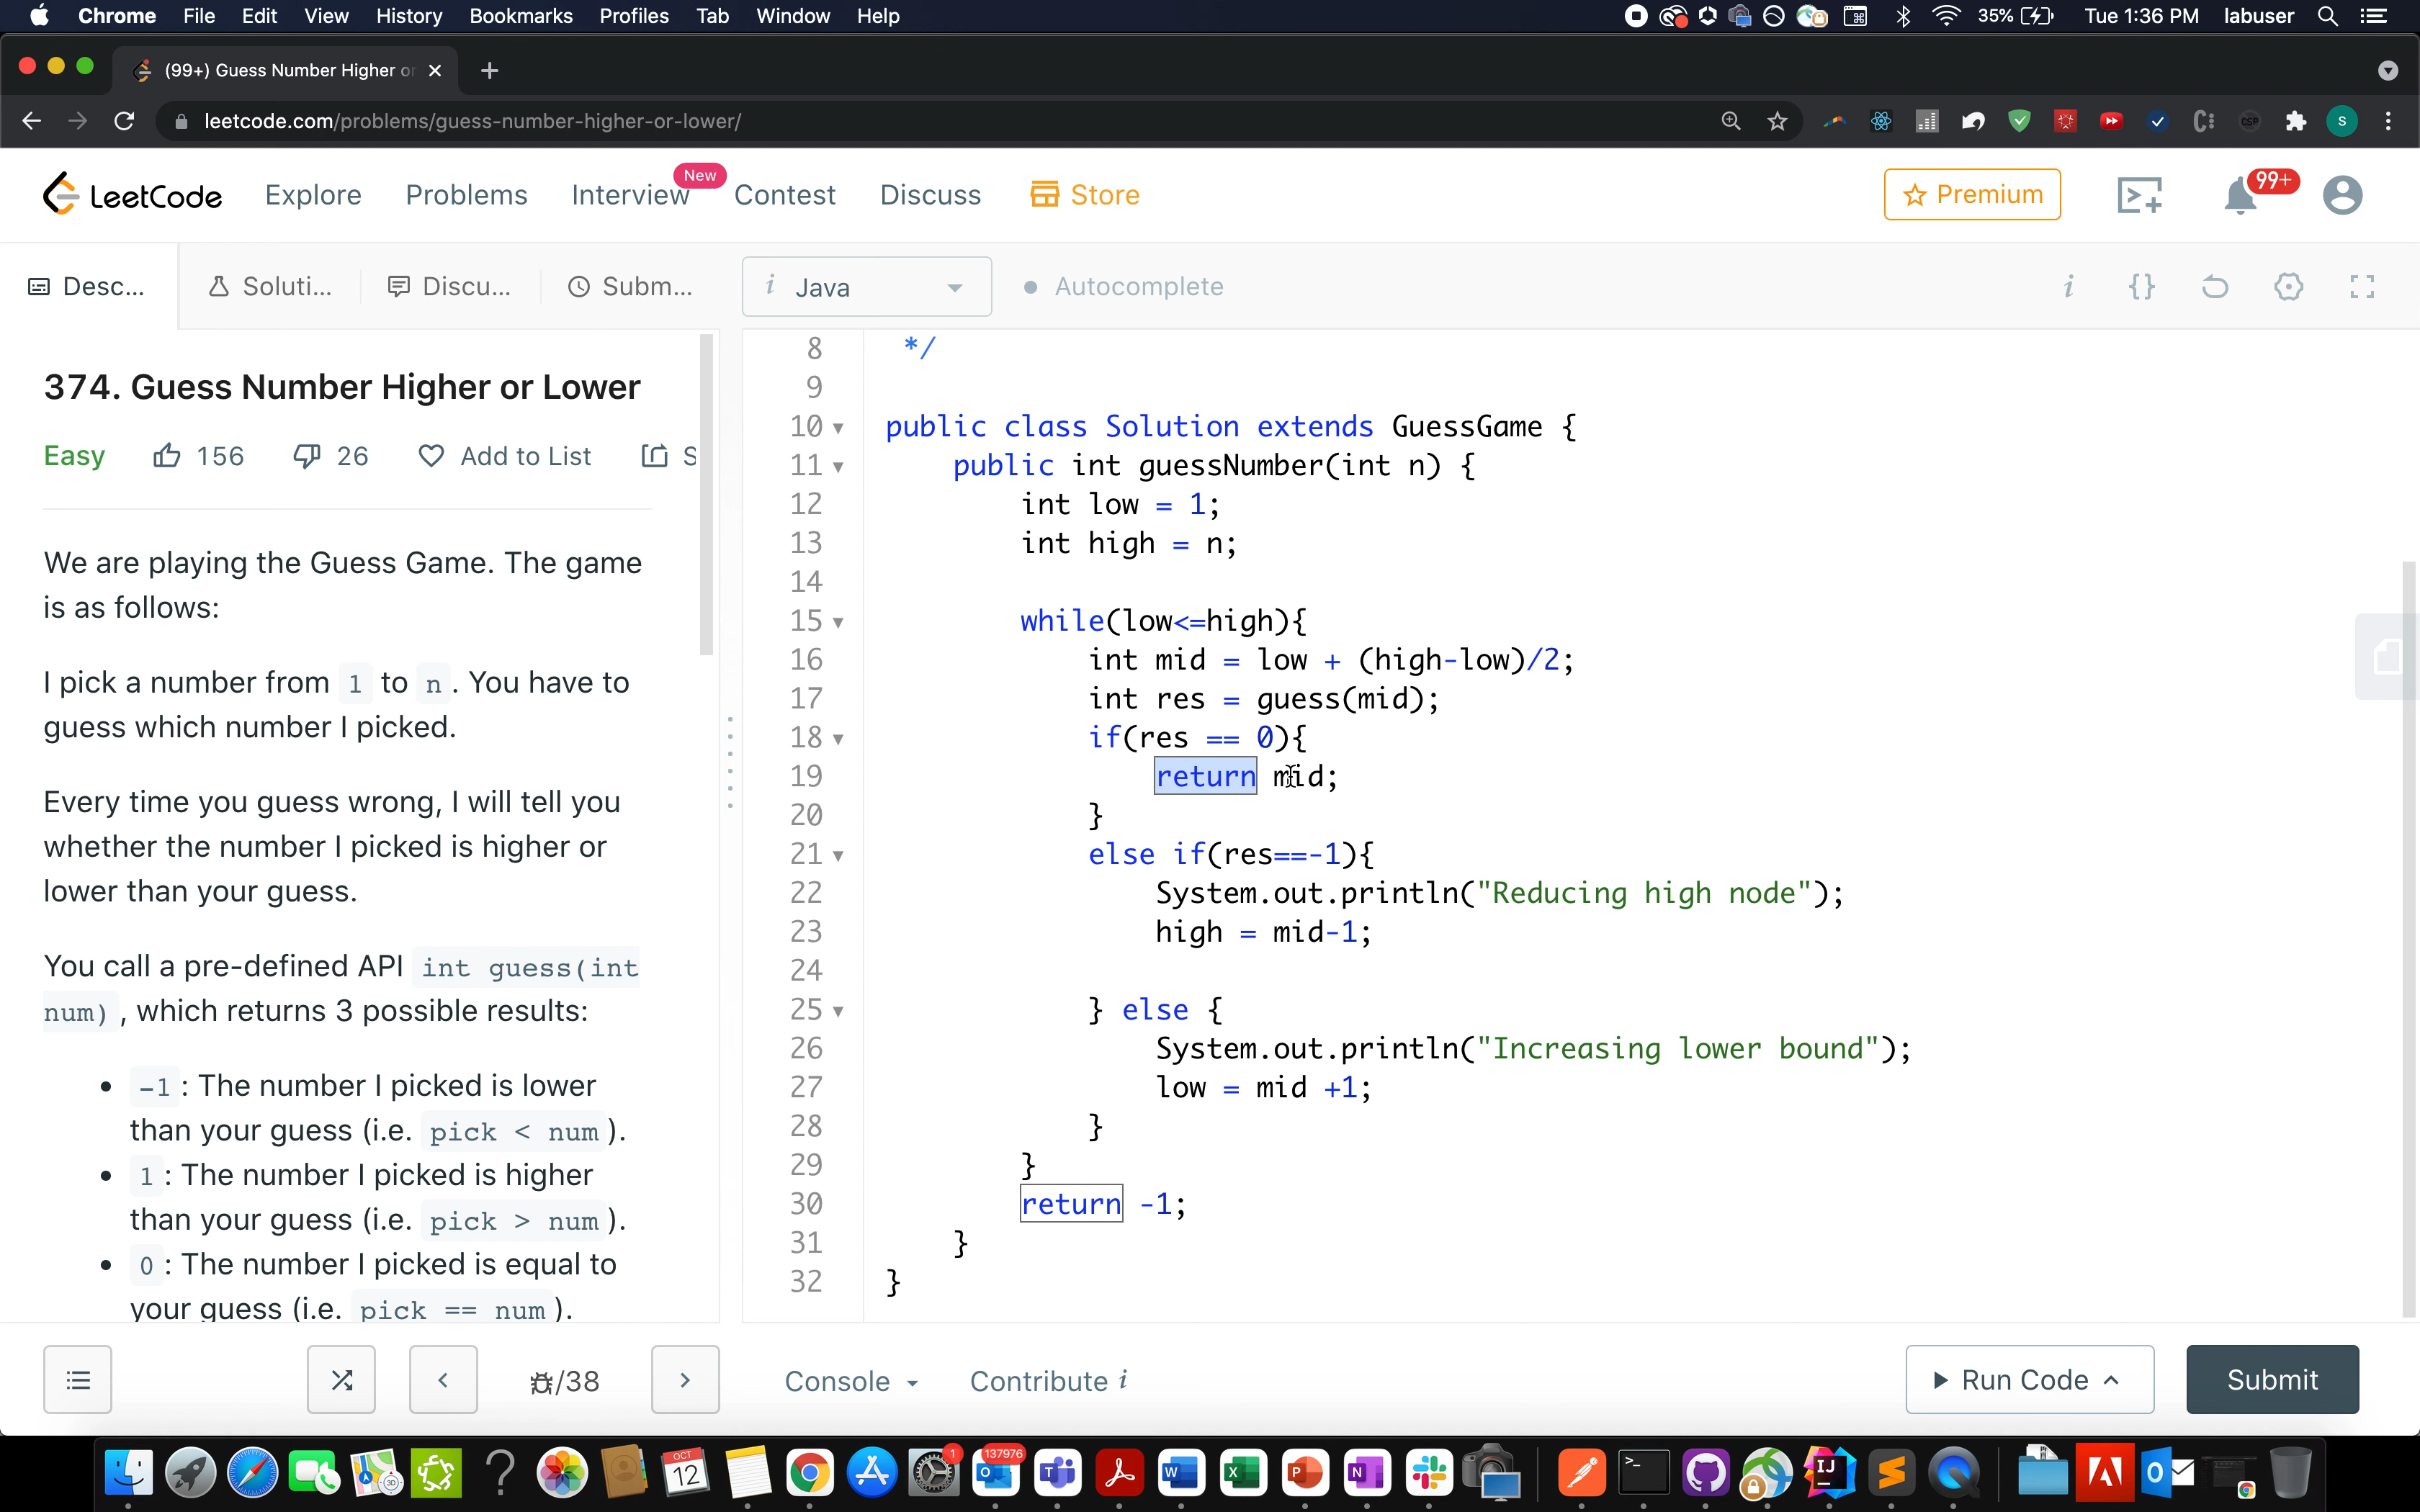 Chrome File Edit View History Bookmarks Profiles Tab Window Help 35% Tue 1:36 PM labuser
(99+) Guess Number Higher or
leetcode.com/problems/guess-number-higher-or-lower/
LeetCode Explore Problems Interview New Contest Discuss Store Premium 99+ S
Desc... Soluti... Discu... Subm... i Java Autocomplete i {}
374. Guess Number Higher or Lower
Easy 156 26 Add to List S
We are playing the Guess Game. The game
is as follows:
I pick a number from 1 to n. You have to
guess which number I picked.
Every time you guess wrong, I will tell you
whether the number I picked is higher or
lower than your guess.
You call a pre-defined API int guess(int
num), which returns 3 possible results:
-1: The number I picked is lower
than your guess (i.e. pick < num).
1: The number I picked is higher
than your guess (i.e. pick > num).
0: The number I picked is equal to
your guess (i.e. pick == num).
8 */
9
10 public class Solution extends GuessGame {
11 public int guessNumber(int n) {
12 int low = 1;
13 int high = n;
14
15 while(low<=high){
16 int mid = low + (high-low)/2;
17 int res = guess(mid);
18 if(res == 0){
19 return mid;
20 }
21 else if(res==-1){
22 System.out.println("Reducing high node");
23 high = mid-1;
24
25 } else {
26 System.out.println("Increasing lower bound");
27 low = mid +1;
28 }
29 }
30 return -1;
31 }
32 }
/38 Console Contribute i Run Code Submit
OCT 12 1 137976